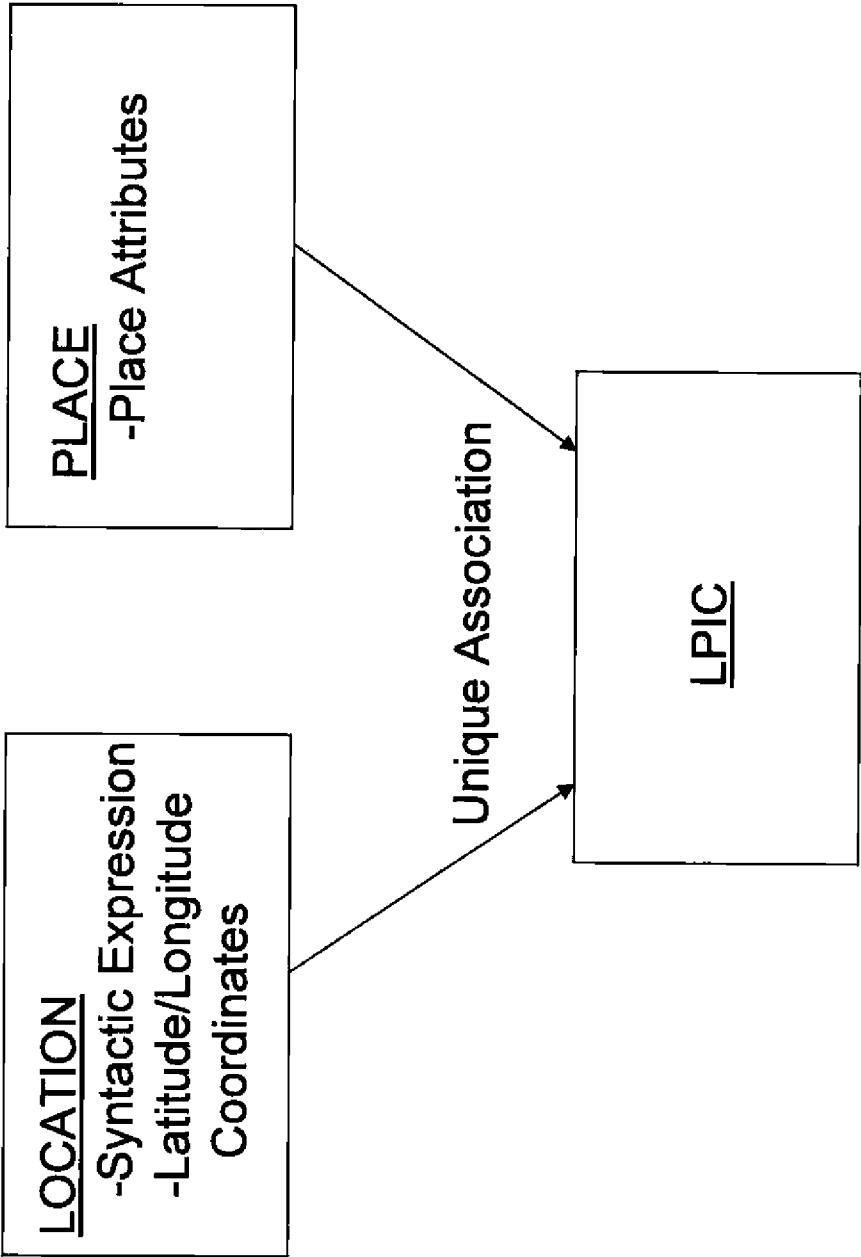 LOCATION
-Syntactic Expression
-Latitude/Longitude
Coordinates
PLACE
-Place Attributes
Unique Association
LPIC